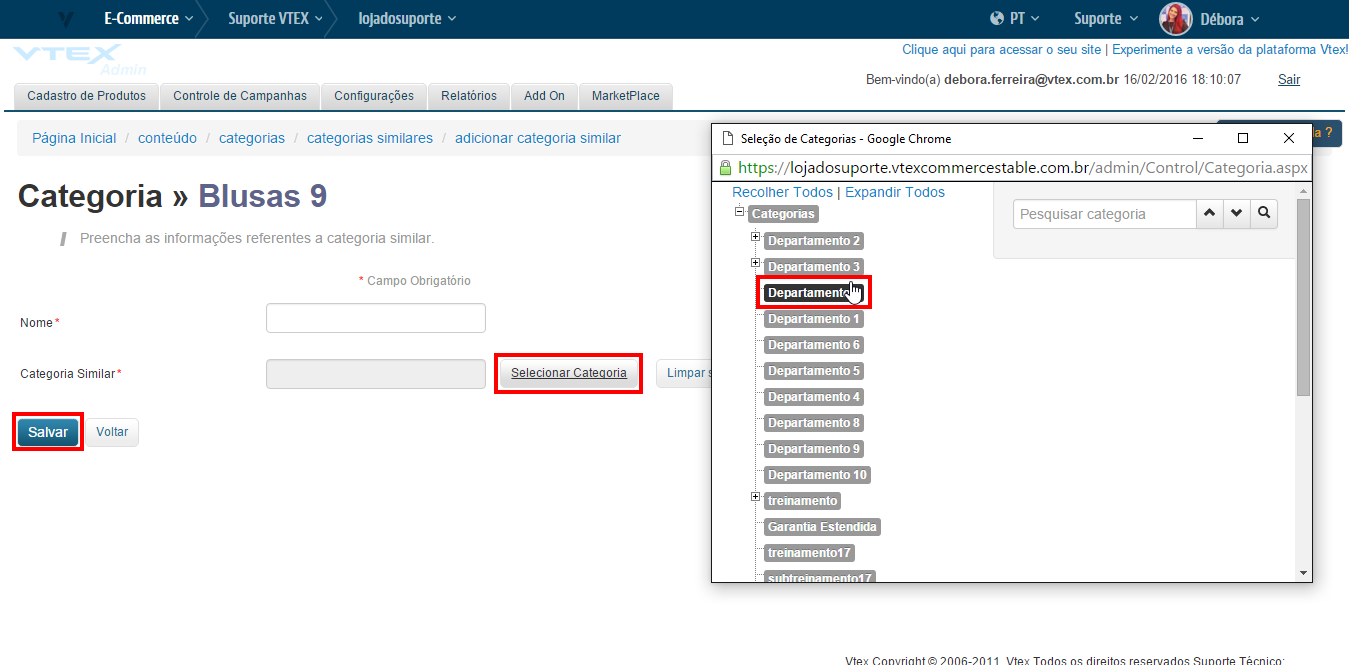 E-Commerce Suporte VTEX lojadosuporte PT Suporte Débora
VTEX
Admin
Clique aqui para acessar o seu site | Experimente a versão da plataforma Vtex!
Bem-vindo(a) debora.ferreira@vtex.com.br 16/02/2016 18:10:07 Sair
Cadastro de Produtos Controle de Campanhas Configurações Relatórios Add On MarketPlace
Página Inicial / conteúdo / categorias / categorias similares / adicionar categoria similar
a ?
Categoria » Blusas 9
Preencha as informações referentes a categoria similar.
* Campo Obrigatório
Nome*
Categoria Similar* Selecionar Categoria Limpar s
Salvar Voltar
Seleção de Categorias - Google Chrome
https://lojadosuporte.vtexcommercestable.com.br/admin/Control/Categoria.aspx
Recolher Todos | Expandir Todos
Pesquisar categoria
Categorias
Departamento 2
Departamento 3
Departamento
Departamento 1
Departamento 6
Departamento 5
Departamento 4
Departamento 8
Departamento 9
Departamento 10
treinamento
Garantia Estendida
treinamento17
subtreinamento17
Vtex Copyright © 2006-2011. Vtex Todos os direitos reservados Suporte Técnico: